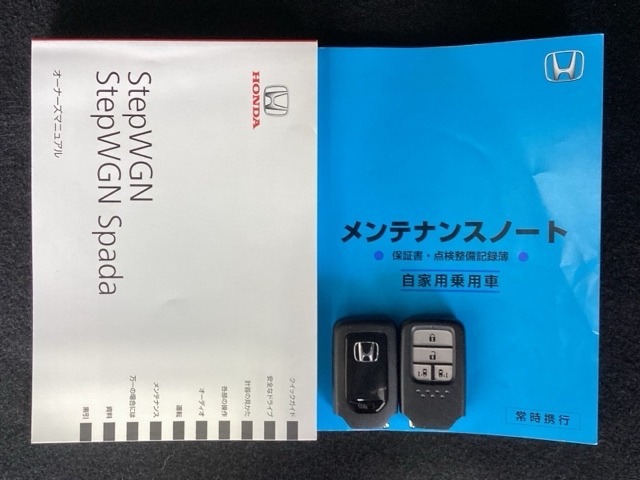 HONDA
StepWGN
StepWGN Spada
オーナーズマニュアル
クイックガイド
安全なドライブ
計器の見かた
各部の操作
オーディオ
運転
メンテナンス
万一の場合には
資料
索引
メンテナンスノート
保証書・点検整備記録簿
自家用乗用車
常時携行